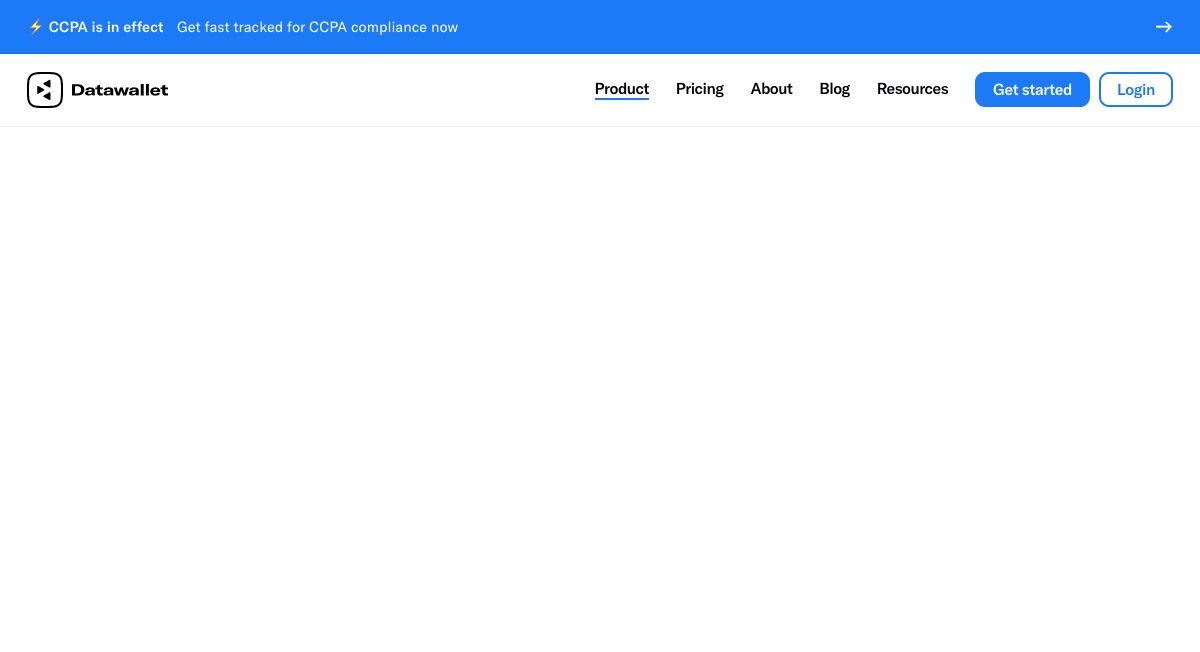 ⚡ CCPA is in effect Get fast tracked for CCPA compliance now →
Datawallet Product Pricing About Blog Resources Get started Login